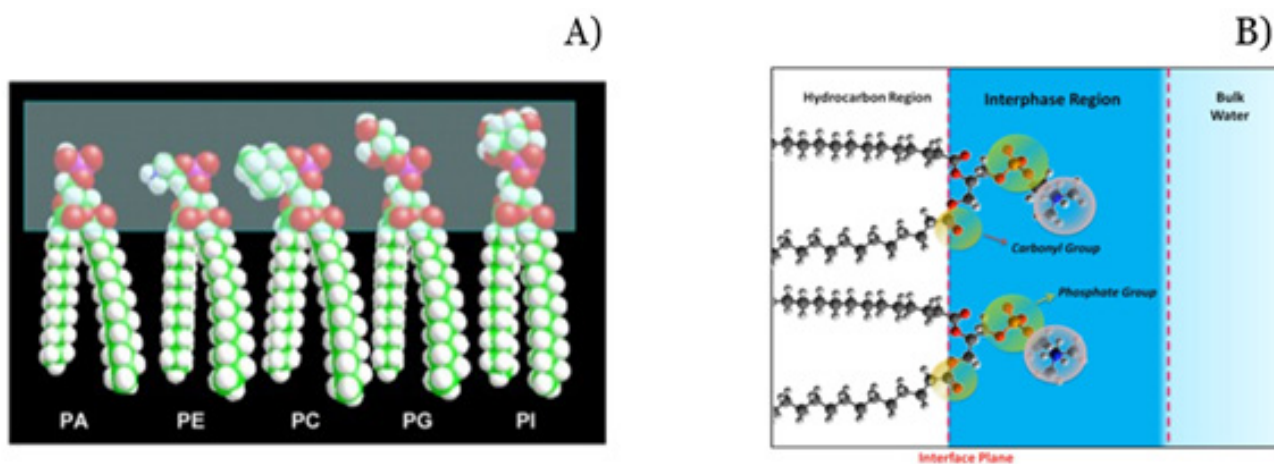 A)
PA PE PC PG PI
B)
Hydrocarbon Region
Interphase Region
Bulk
Water
Carbonyl Group
Phosphate Group
Interface Plane